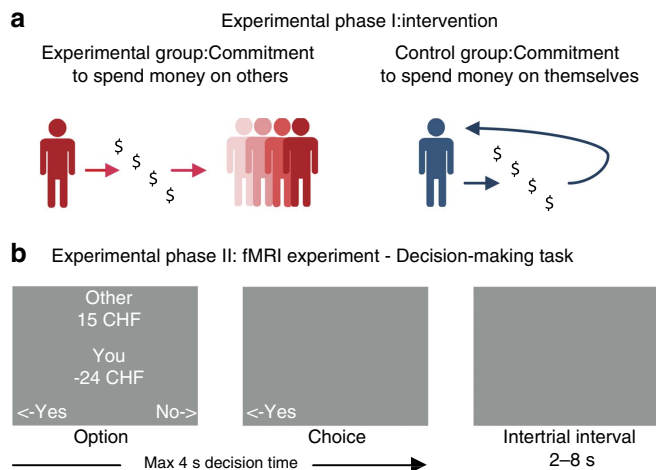 a
Experimental phase I:intervention
Experimental group:Commitment
to spend money on others
Control group:Commitment
to spend money on themselves
$
$
$
$
$
$
$
$
b
Experimental phase II: fMRI experiment - Decision-making task
Other
15 CHF
You
-24 CHF
<-Yes
No->
<-Yes
Option
Choice
Intertrial interval
2–8 s
Max 4 s decision time